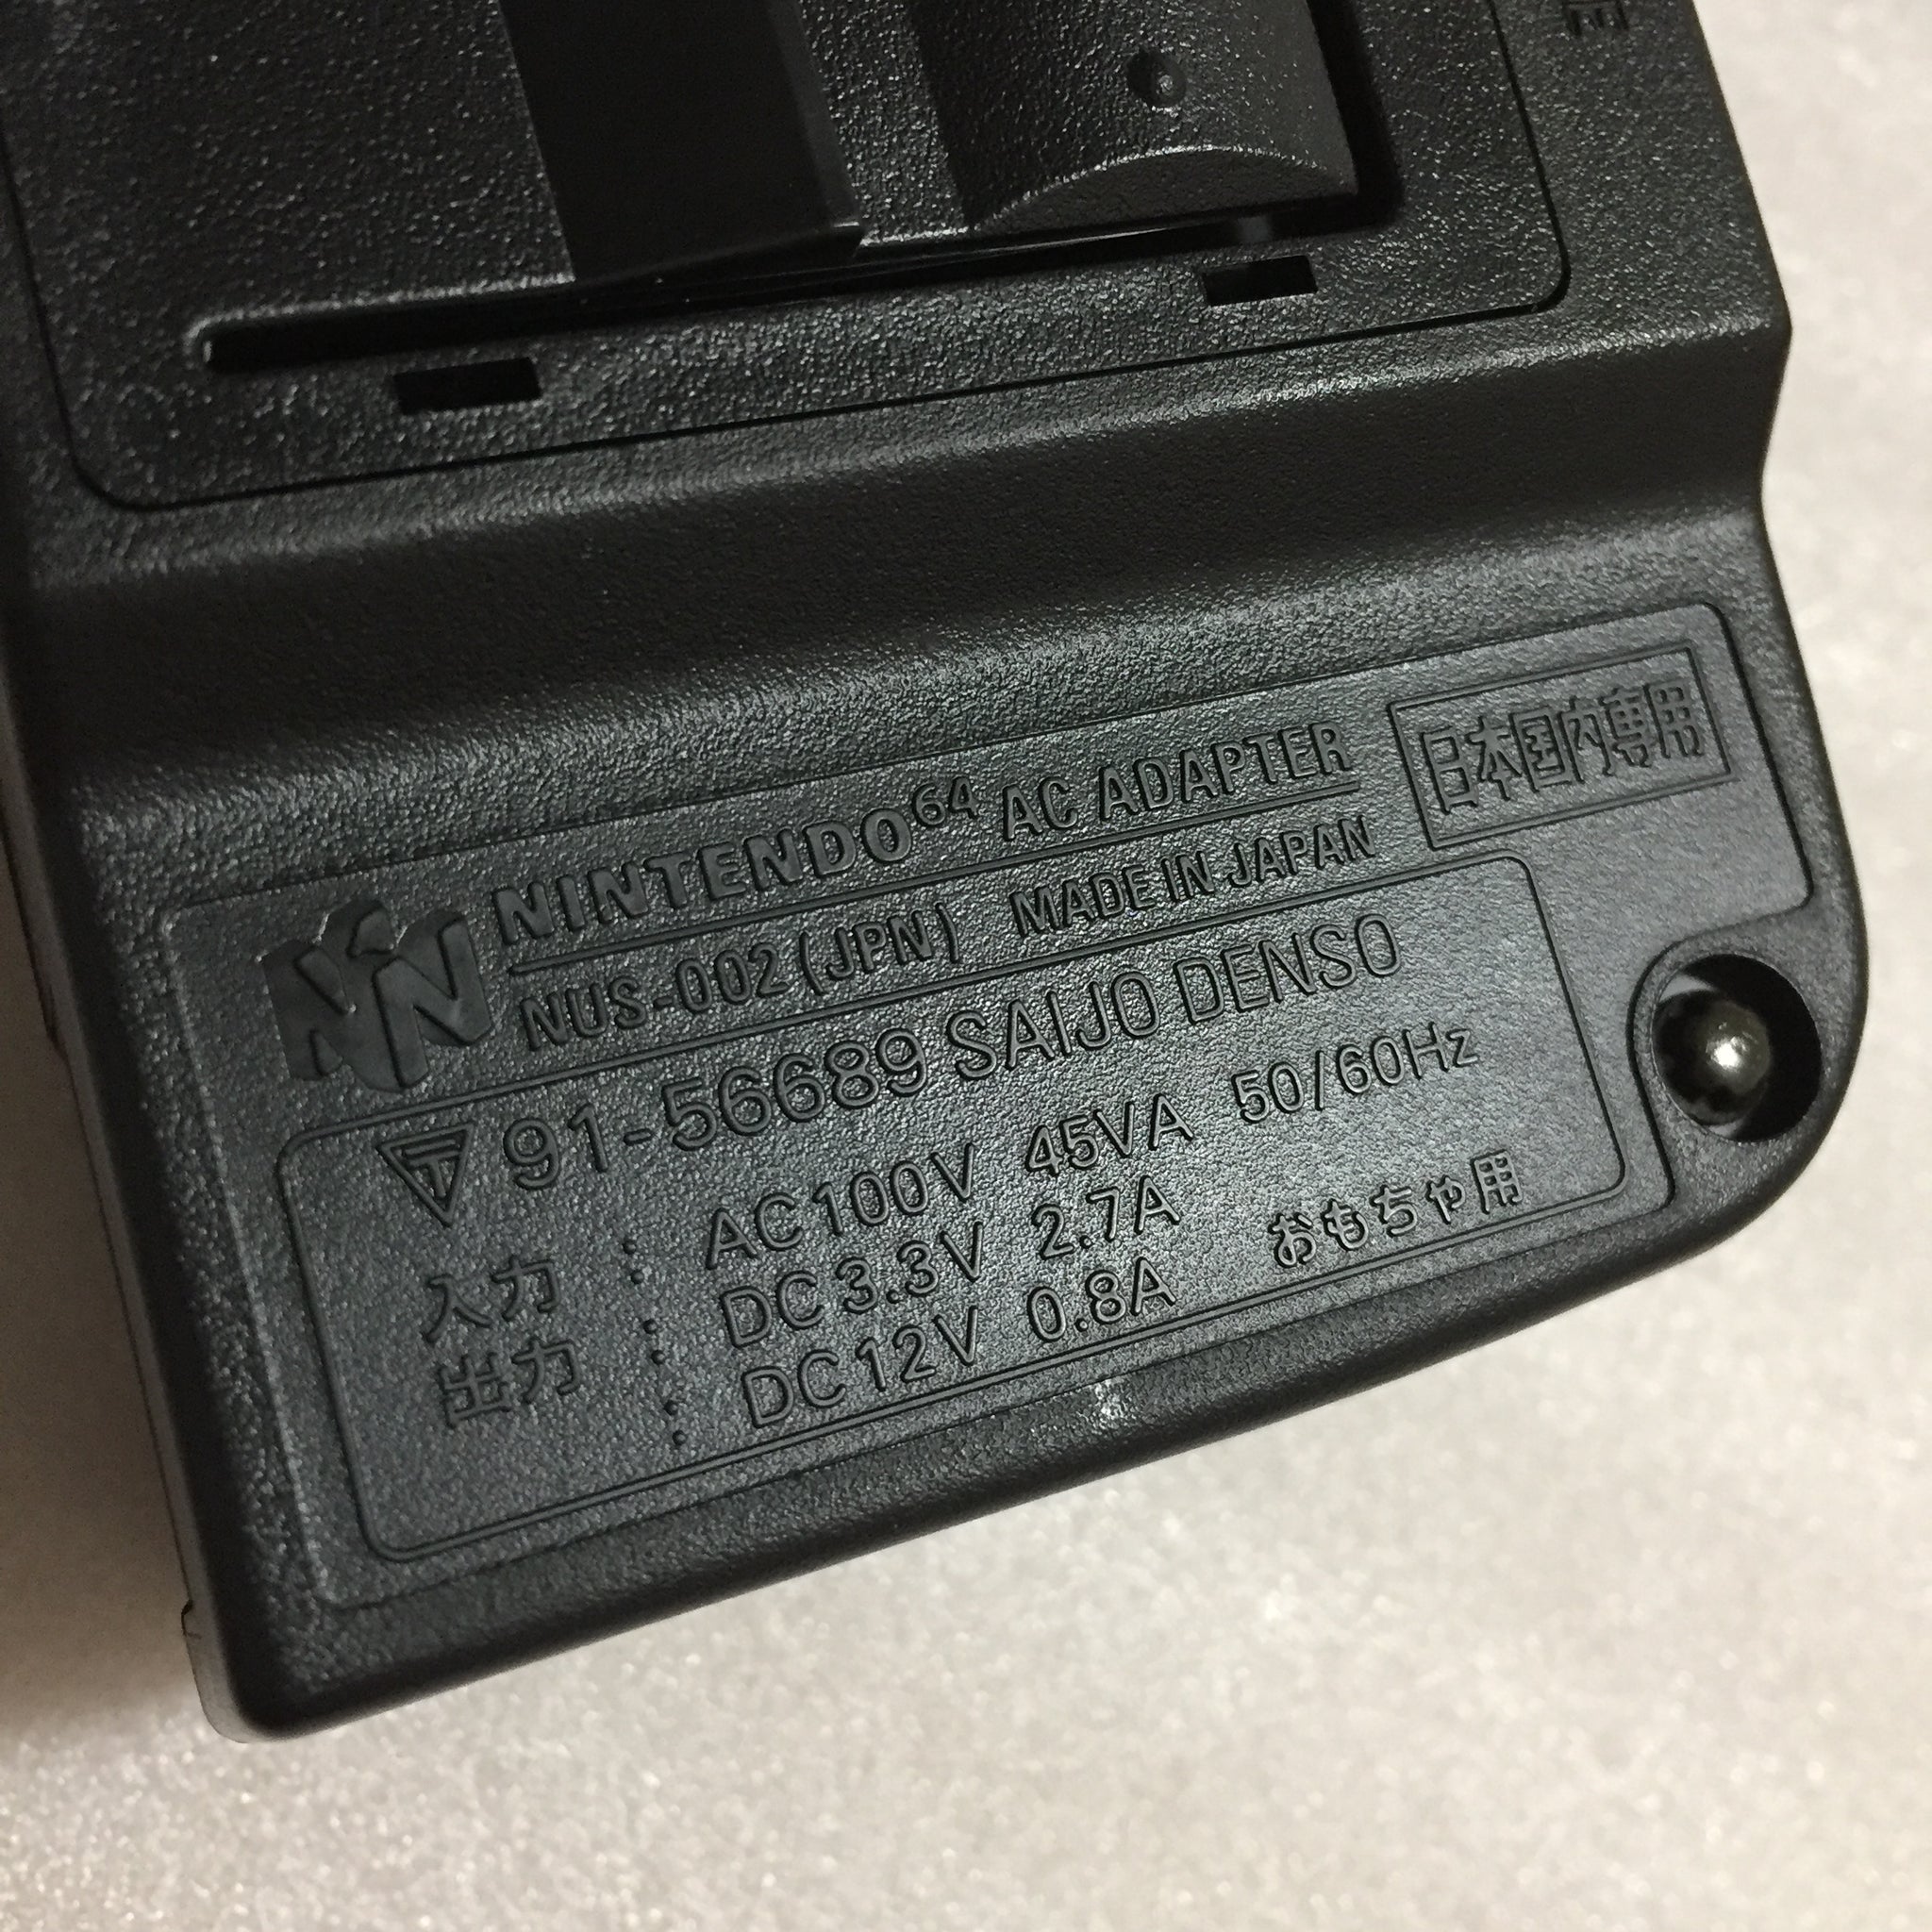 NINTENDO64 AC ADAPTER
日本国内専用
NUS-002(JPN) MADE IN JAPAN
91-56689 SAIJO DENSO
入力 : AC100V 45VA 50/60Hz
出力 : DC3.3V 2.7A
: DC12V 0.8A おもちゃ用